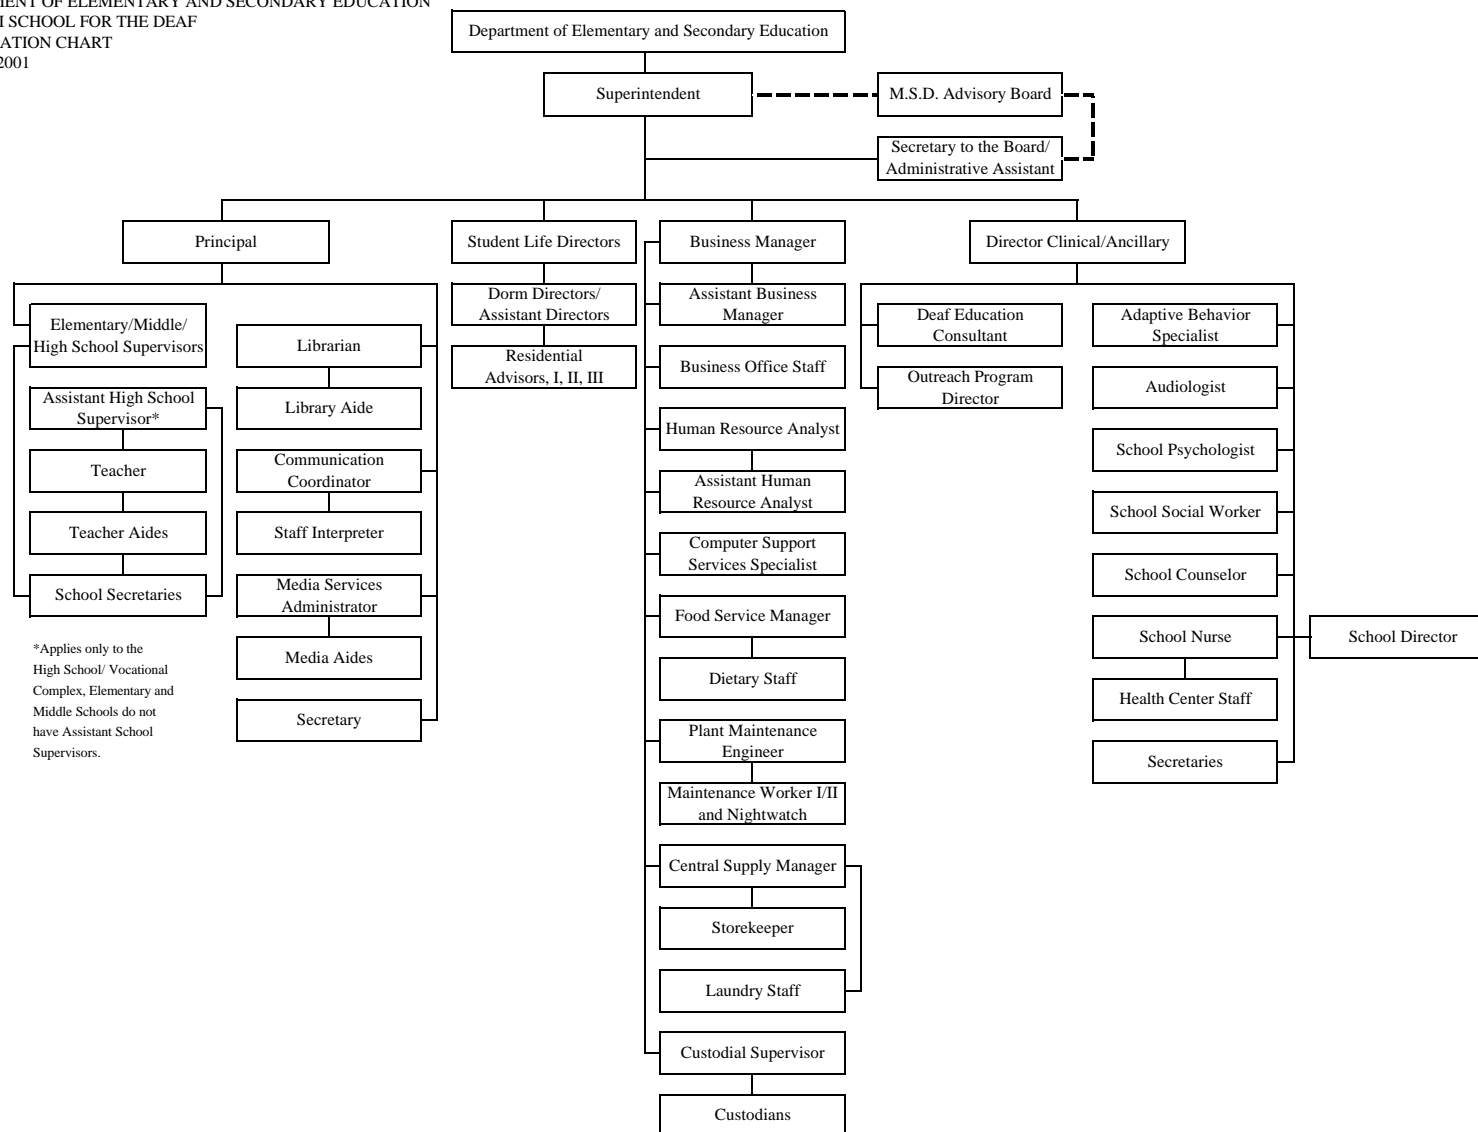 OF ELEMENTARY AND SECONDARY EDUCATION
SCHOOL FOR THE DEAF
CHART
2001
Department of Elementary and Secondary Education
Superintendent
M.S.D. Advisory Board
Secretary to the Board/
Administrative Assistant
Principal
Student Life Directors
Business Manager
Director Clinical/Ancillary
Elementary/Middle/
High School Supervisors
Assistant High School
Supervisor*
Teacher
Teacher Aides
School Secretaries
*Applies only to the
High School/ Vocational
Complex, Elementary and
Middle Schools do not
have Assistant School
Supervisors.
Librarian
Library Aide
Communication
Coordinator
Staff Interpreter
Media Services
Administrator
Media Aides
Secretary
Dorm Directors/
Assistant Directors
Residential
Advisors, I, II, III
Assistant Business
Manager
Business Office Staff
Human Resource Analyst
Assistant Human
Resource Analyst
Computer Support
Services Specialist
Food Service Manager
Dietary Staff
Plant Maintenance
Engineer
Maintenance Worker I/II
and Nightwatch
Central Supply Manager
Storekeeper
Laundry Staff
Custodial Supervisor
Custodians
Deaf Education
Consultant
Outreach Program
Director
Adaptive Behavior
Specialist
Audiologist
School Psychologist
School Social Worker
School Counselor
School Nurse
Health Center Staff
Secretaries
School Director